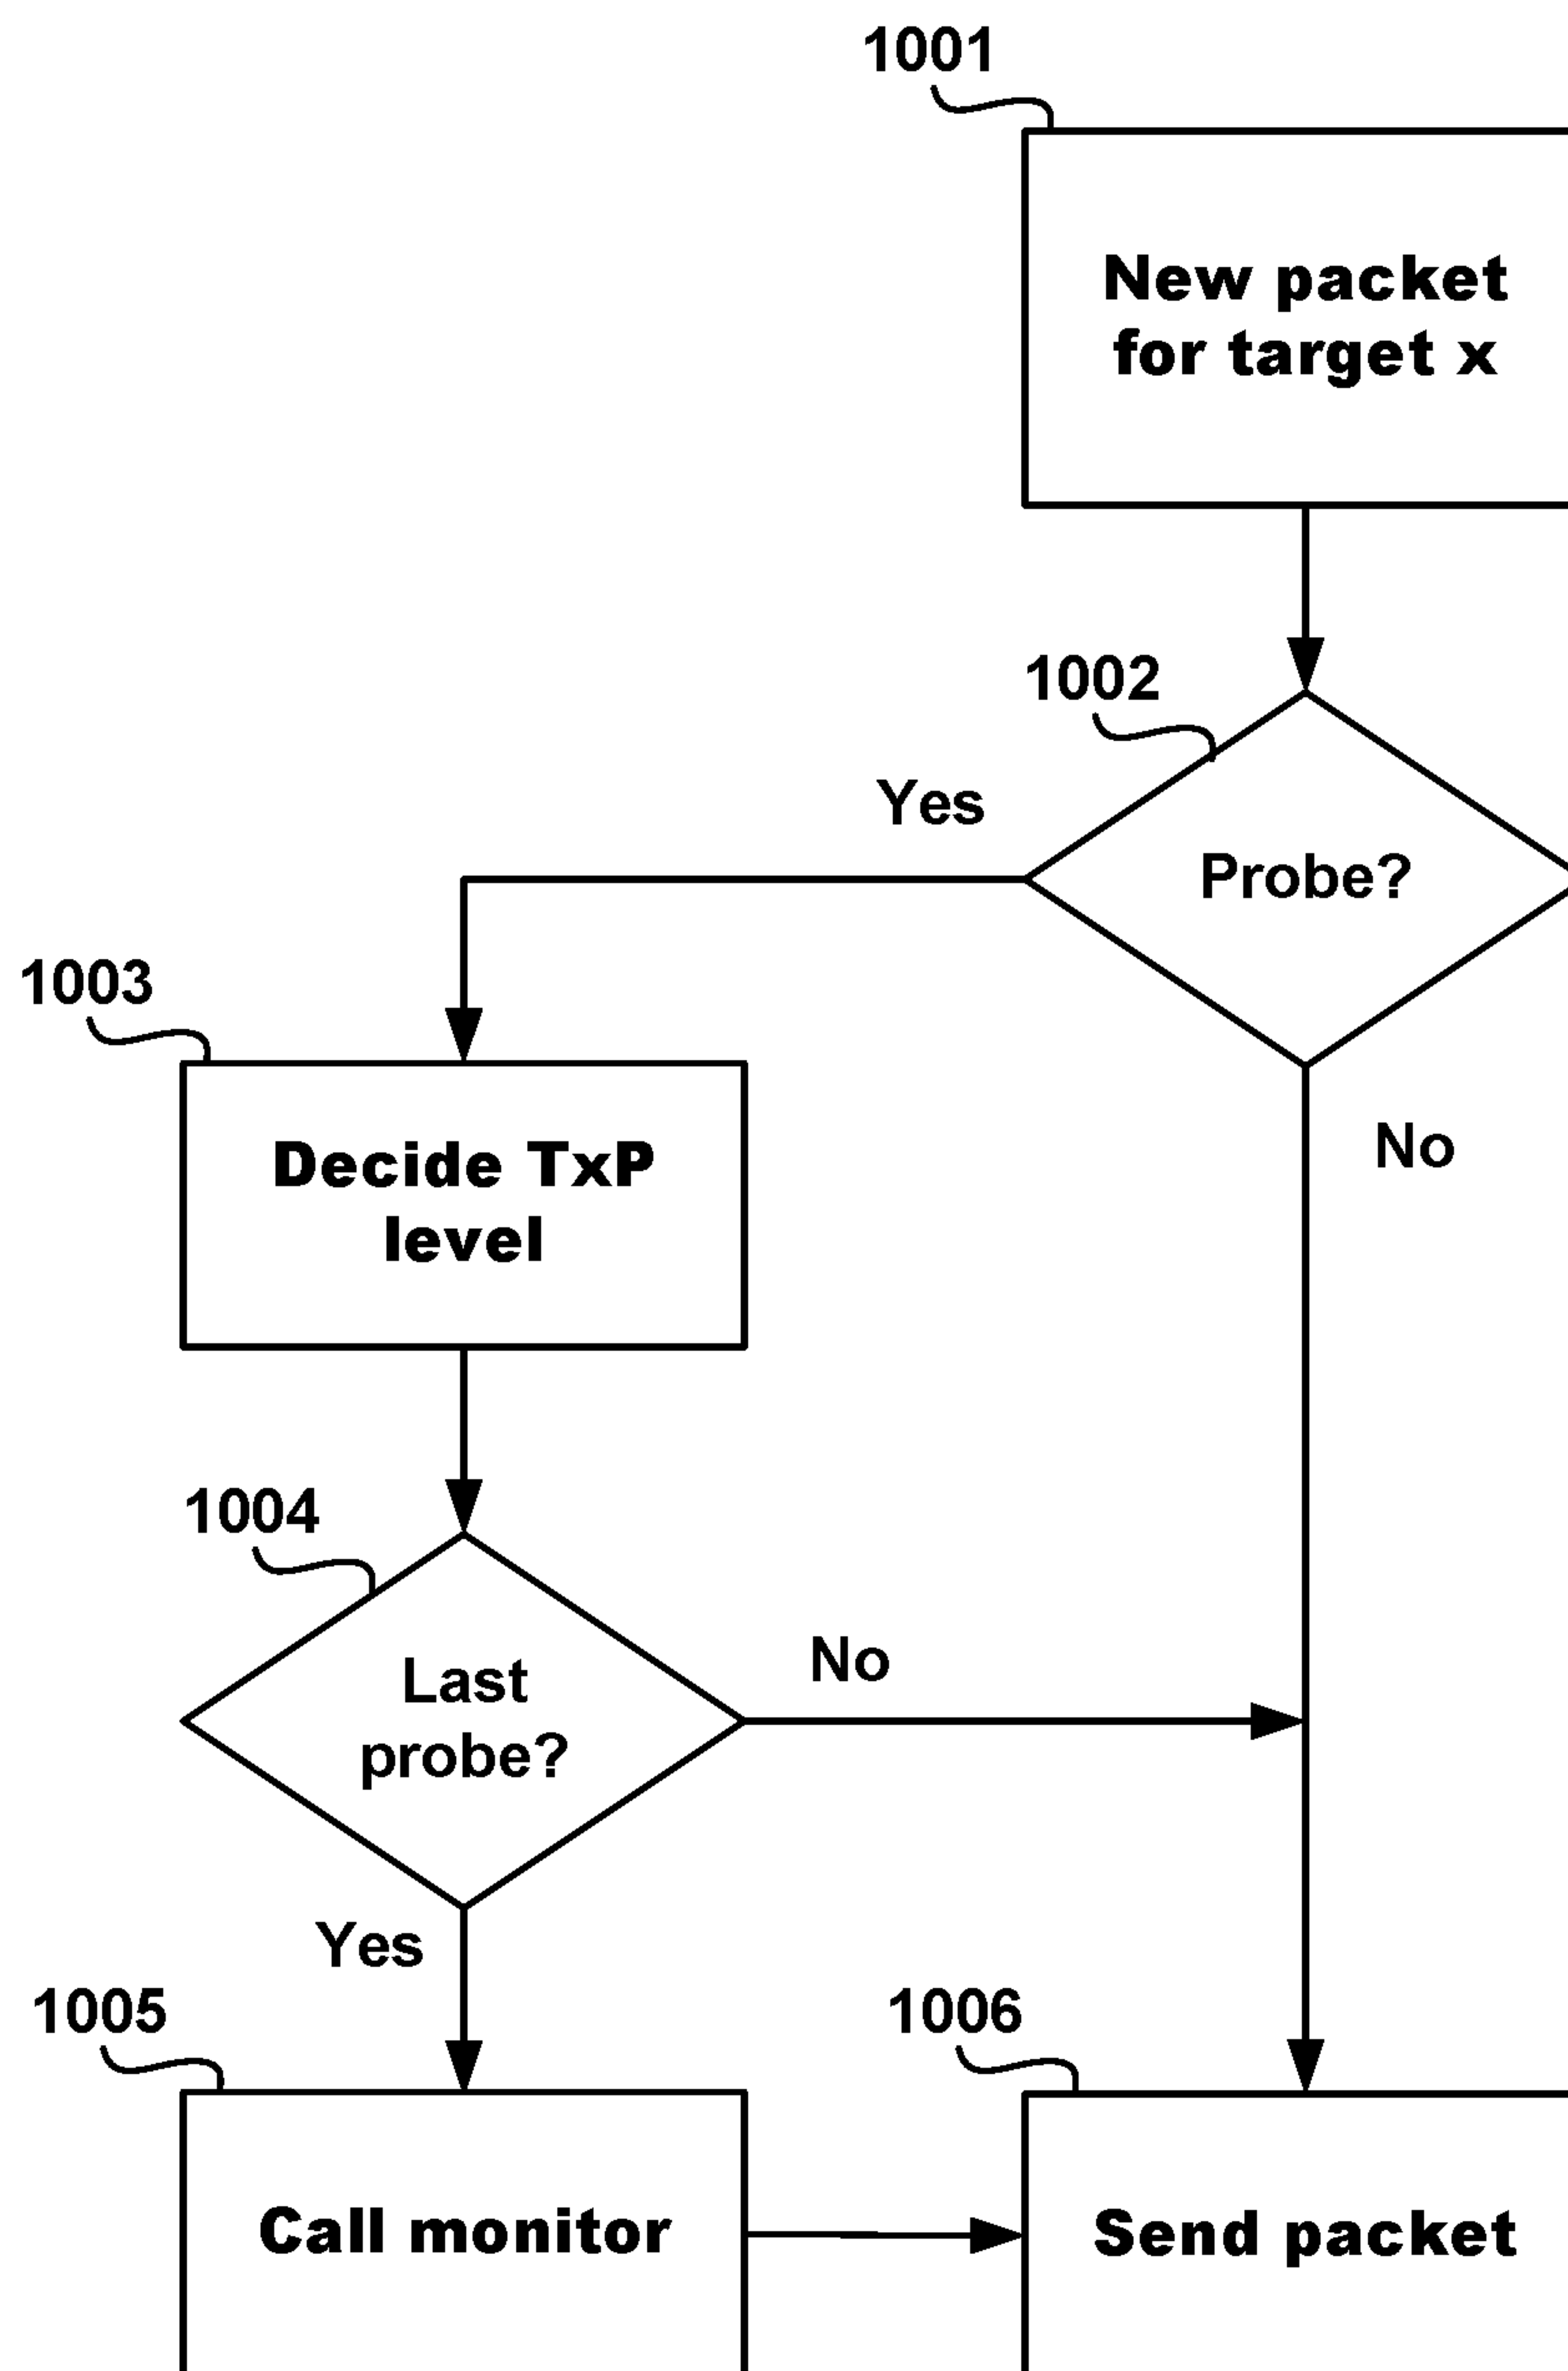 1001
New packet
for target x
1002
Yes
Probe?
1003
No
Decide TxP
level
1004
No
Last
probe?
Yes
1005
1006
Call monitor
Send packet